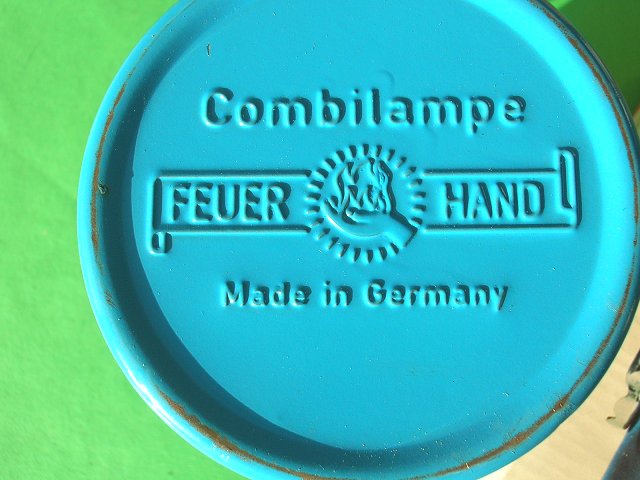 Combilampe
FEUER HAND
Made in Germany